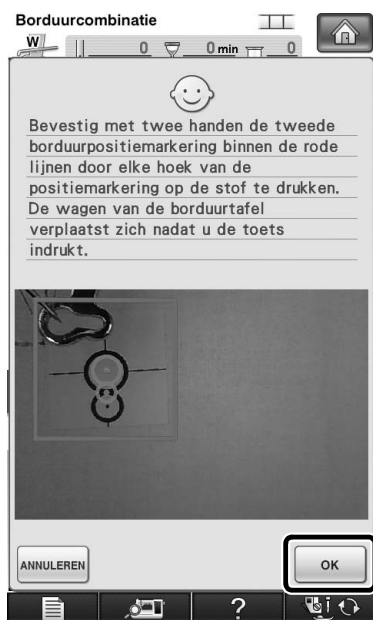 Borduurcombinatie
W
0 0 min 0
Bevestig met twee handen de tweede
borduurpositiemarkering binnen de rode
lijnen door elke hoek van de
positiemarkering op de stof te drukken.
De wagen van de borduurtafel
verplaatst zich nadat u de toets
indrukt.
ANNULEREN OK
?